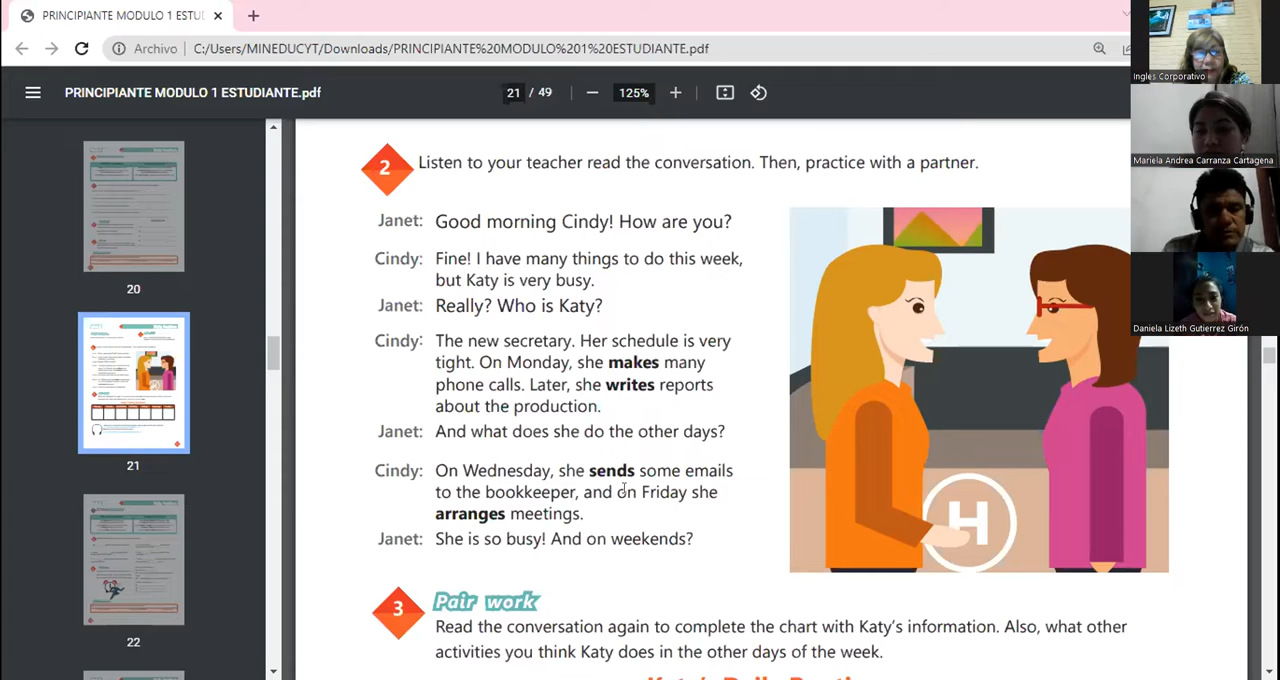 PRINCIPIANTE MODULO 1 ESTU
Archivo
C:/Users/MINEDUCYT/Downloads/PRINCIPIANTE%20MODULO%201%20ESTUDIANTE.pdf
PRINCIPIANTE MODULO 1 ESTUDIANTE.pdf
21 / 49
125%
Ingles Corporativo
Mariela Andrea Carranza Cartagena
Daniela Lizeth Gutierrez Girón
20
21
22
2
Listen to your teacher read the conversation. Then, practice with a partner.
Janet: Good morning Cindy! How are you?
Cindy: Fine! I have many things to do this week,
but Katy is very busy.
Janet: Really? Who is Katy?
Cindy: The new secretary. Her schedule is very
tight. On Monday, she makes many
phone calls. Later, she writes reports
about the production.
Janet: And what does she do the other days?
Cindy: On Wednesday, she sends some emails
to the bookkeeper, and on Friday she
arranges meetings.
Janet: She is so busy! And on weekends?
H
3
Pair work
Read the conversation again to complete the chart with Katy's information. Also, what other
activities you think Katy does in the other days of the week.